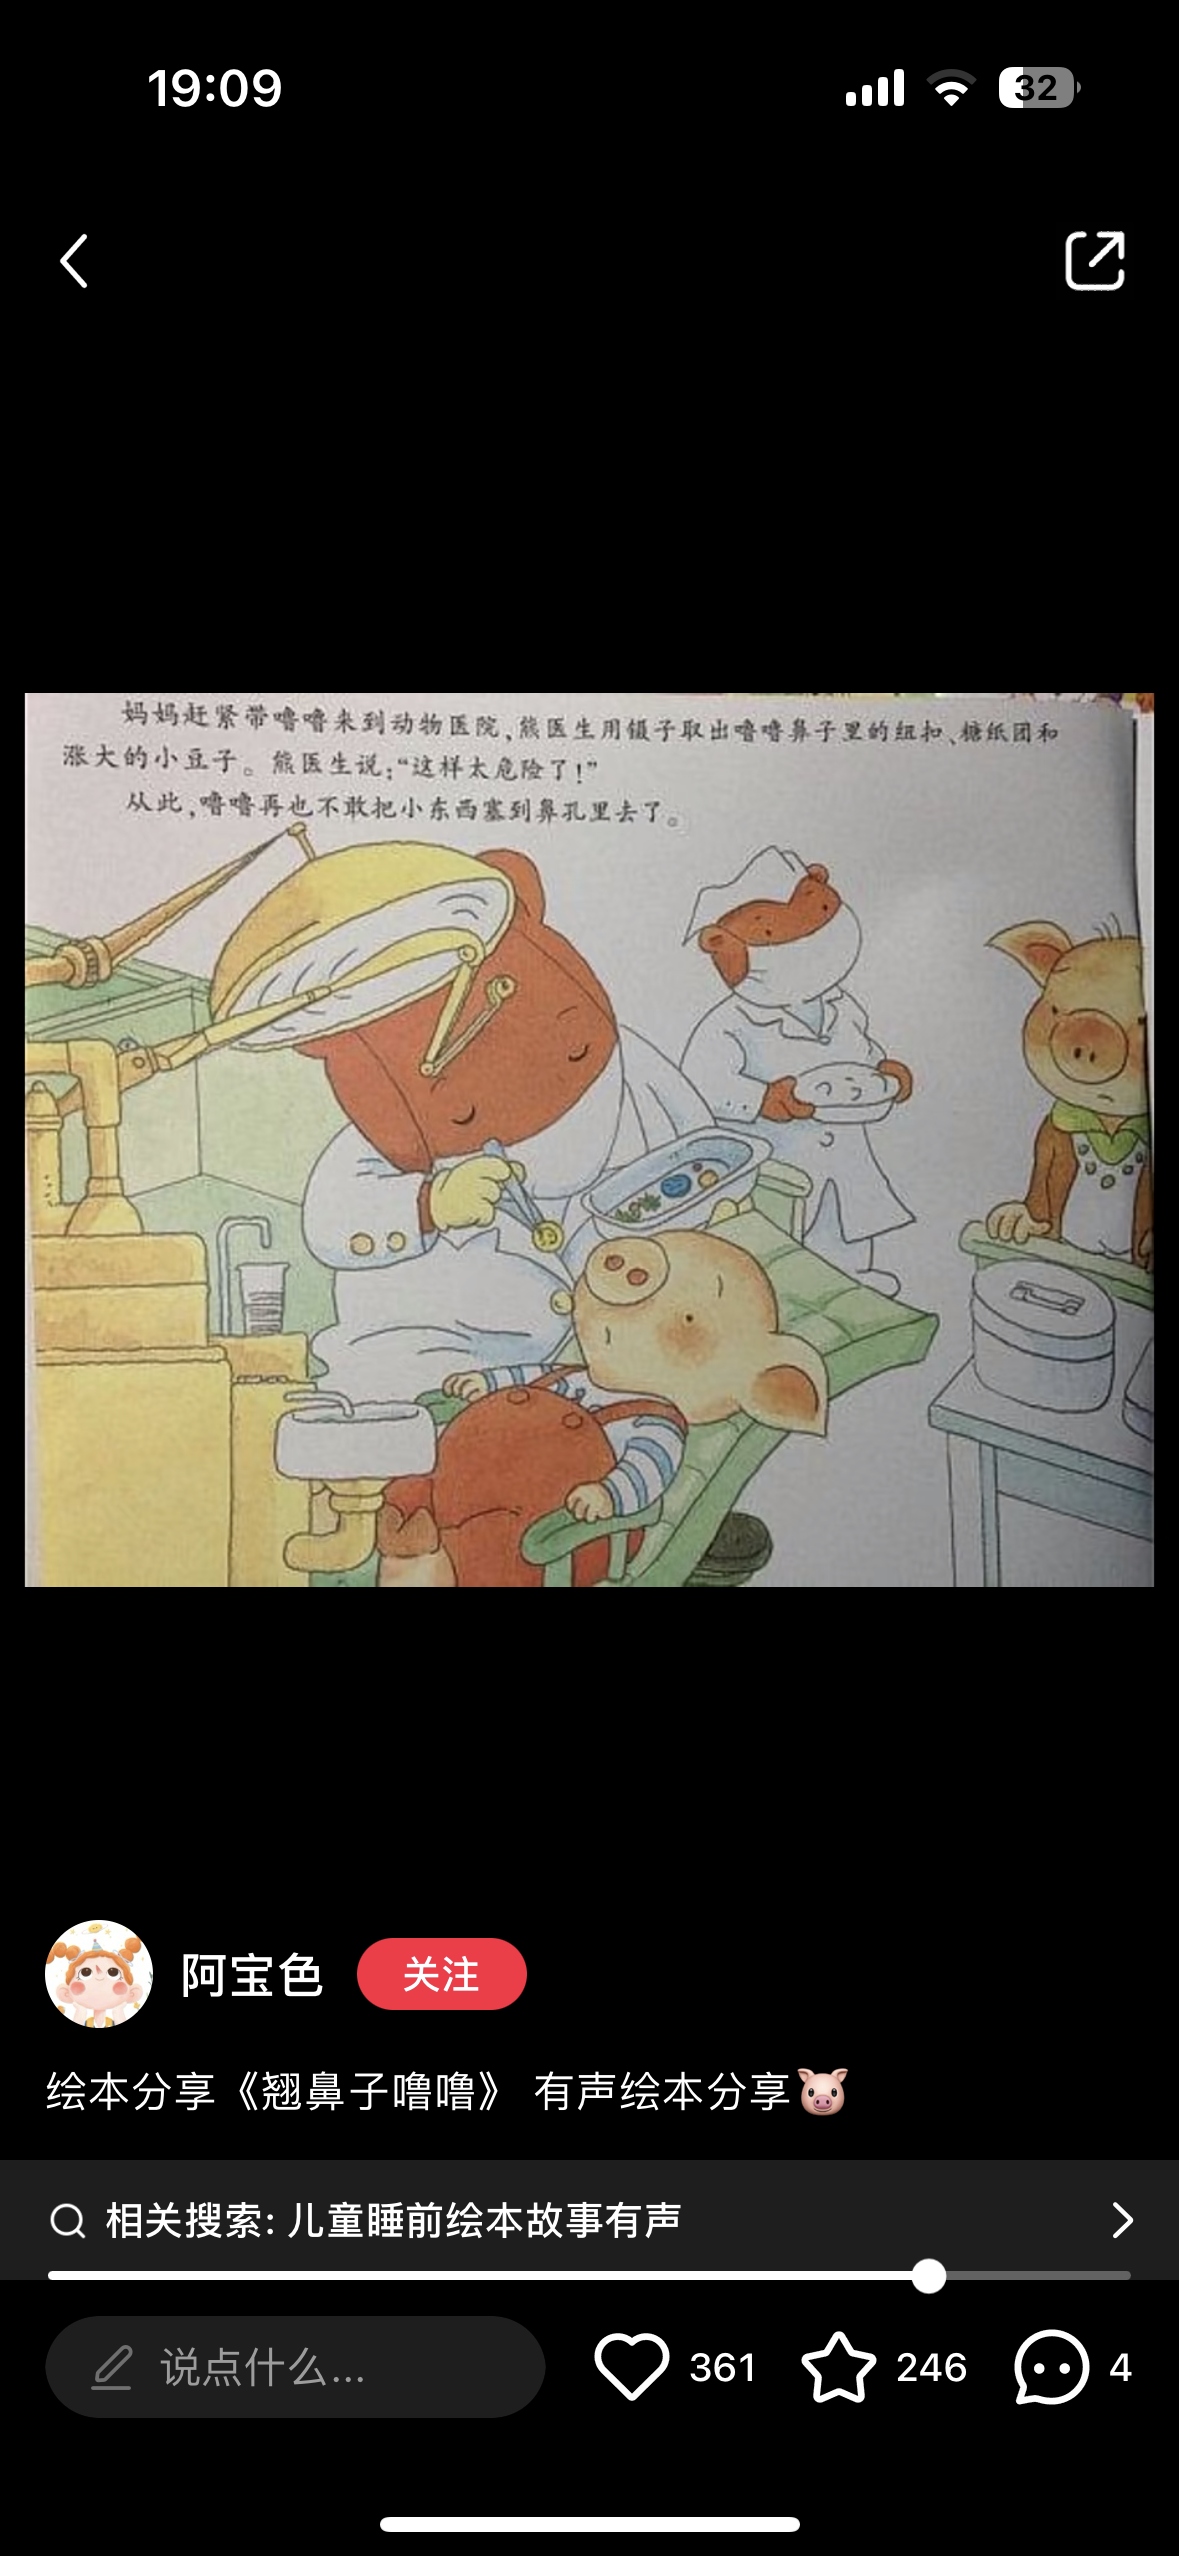 19:09
32
妈妈赶紧带噜噜来到动物医院，熊医生用镊子取出噜噜鼻子里的纽扣、糖纸团和
涨大的小豆子。熊医生说：“这样太危险了！”
从此，噜噜再也不敢把小东西塞到鼻孔里去了。
阿宝色
关注
绘本分享《翘鼻子噜噜》 有声绘本分享🐷
相关搜索: 儿童睡前绘本故事有声
说点什么...
361
246
4